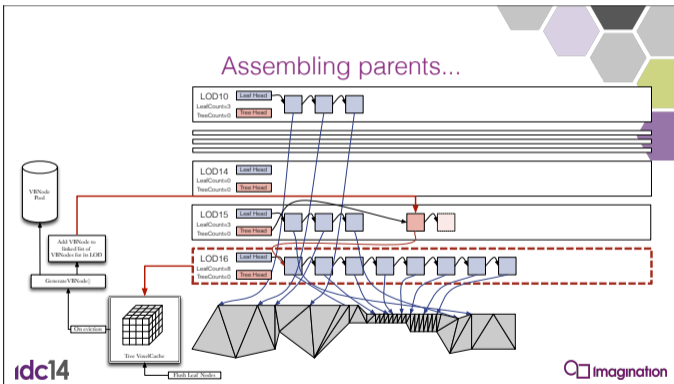 Assembling parents...
LOD10
LeafCount=3
TreeCount=0
Leaf Head
Tree Head
LOD14
LeafCount=0
TreeCount=0
Leaf Head
Tree Head
LOD15
LeafCount=3
TreeCount=0
Leaf Head
Tree Head
LOD16
LeafCount=8
TreeCount=0
Leaf Head
Tree Head
VBNode
Pool
Add VBNode to
linked-list of
VBNodes for its LOD
GenerateVBNode()
On eviction
Tree VoxelCache
Flush Leaf Nodes
idc14
Imagination